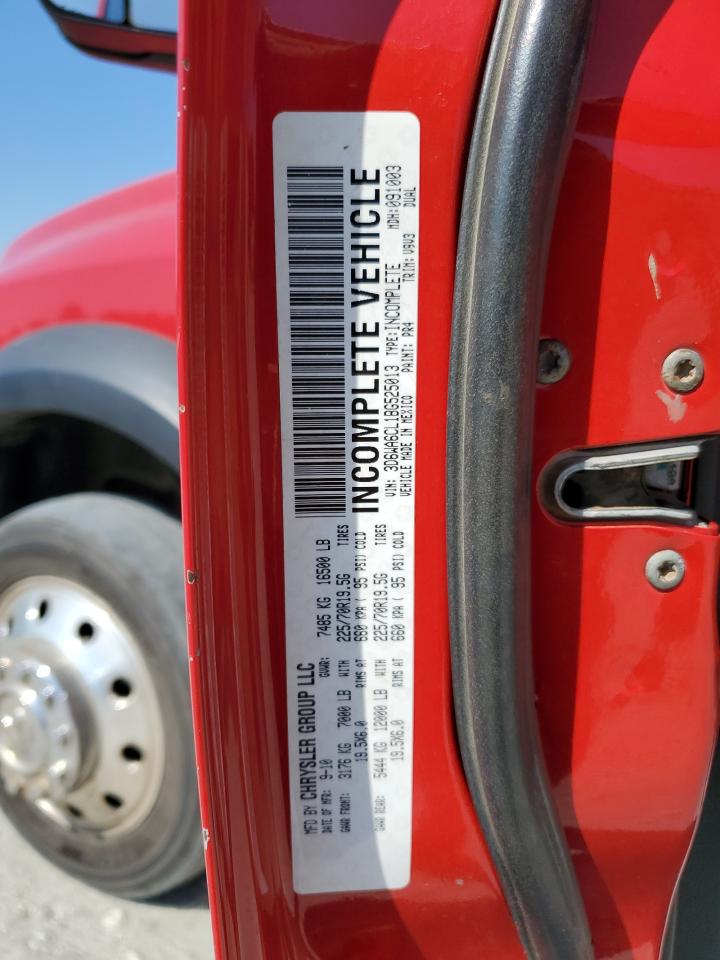 MFD BY CHRYSLER GROUP LLC
DATE OF MFR: 9-10 GVWR: 7485 KG 16500 LB
GAWR FRONT: 3176 KG 7000 LB WITH 225/70R19.5G TIRES
19.5X6.0 RIMS AT 660 KPA ( 95 PSI) COLD
GAWR REAR: 5444 KG 12000 LB WITH 225/70R19.5G TIRES
19.5X6.0 RIMS AT 660 KPA ( 95 PSI) COLD
INCOMPLETE VEHICLE
VIN: 3D6WA6CL1BG525013 TYPE: INCOMPLETE MDH: 091003
VEHICLE MADE IN MEXICO PAINT: PR4 TRIM: V9V3 DUAL